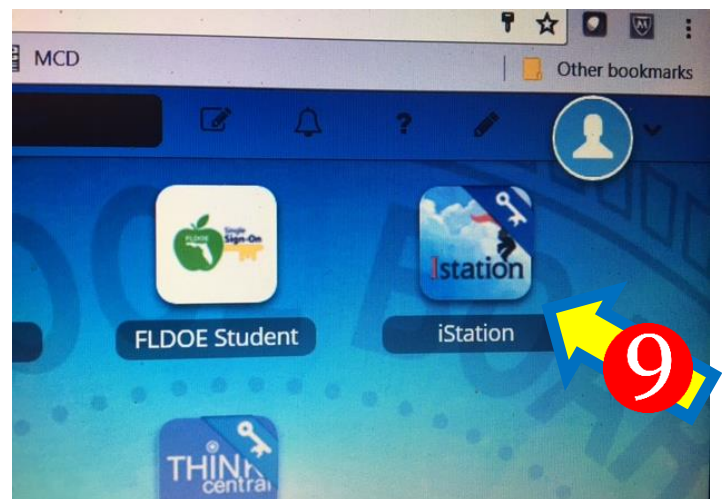 MCD
Other bookmarks
?
Single
Sign-On
FLDOE
Istation
FLDOE Student
iStation
9
THINK
central